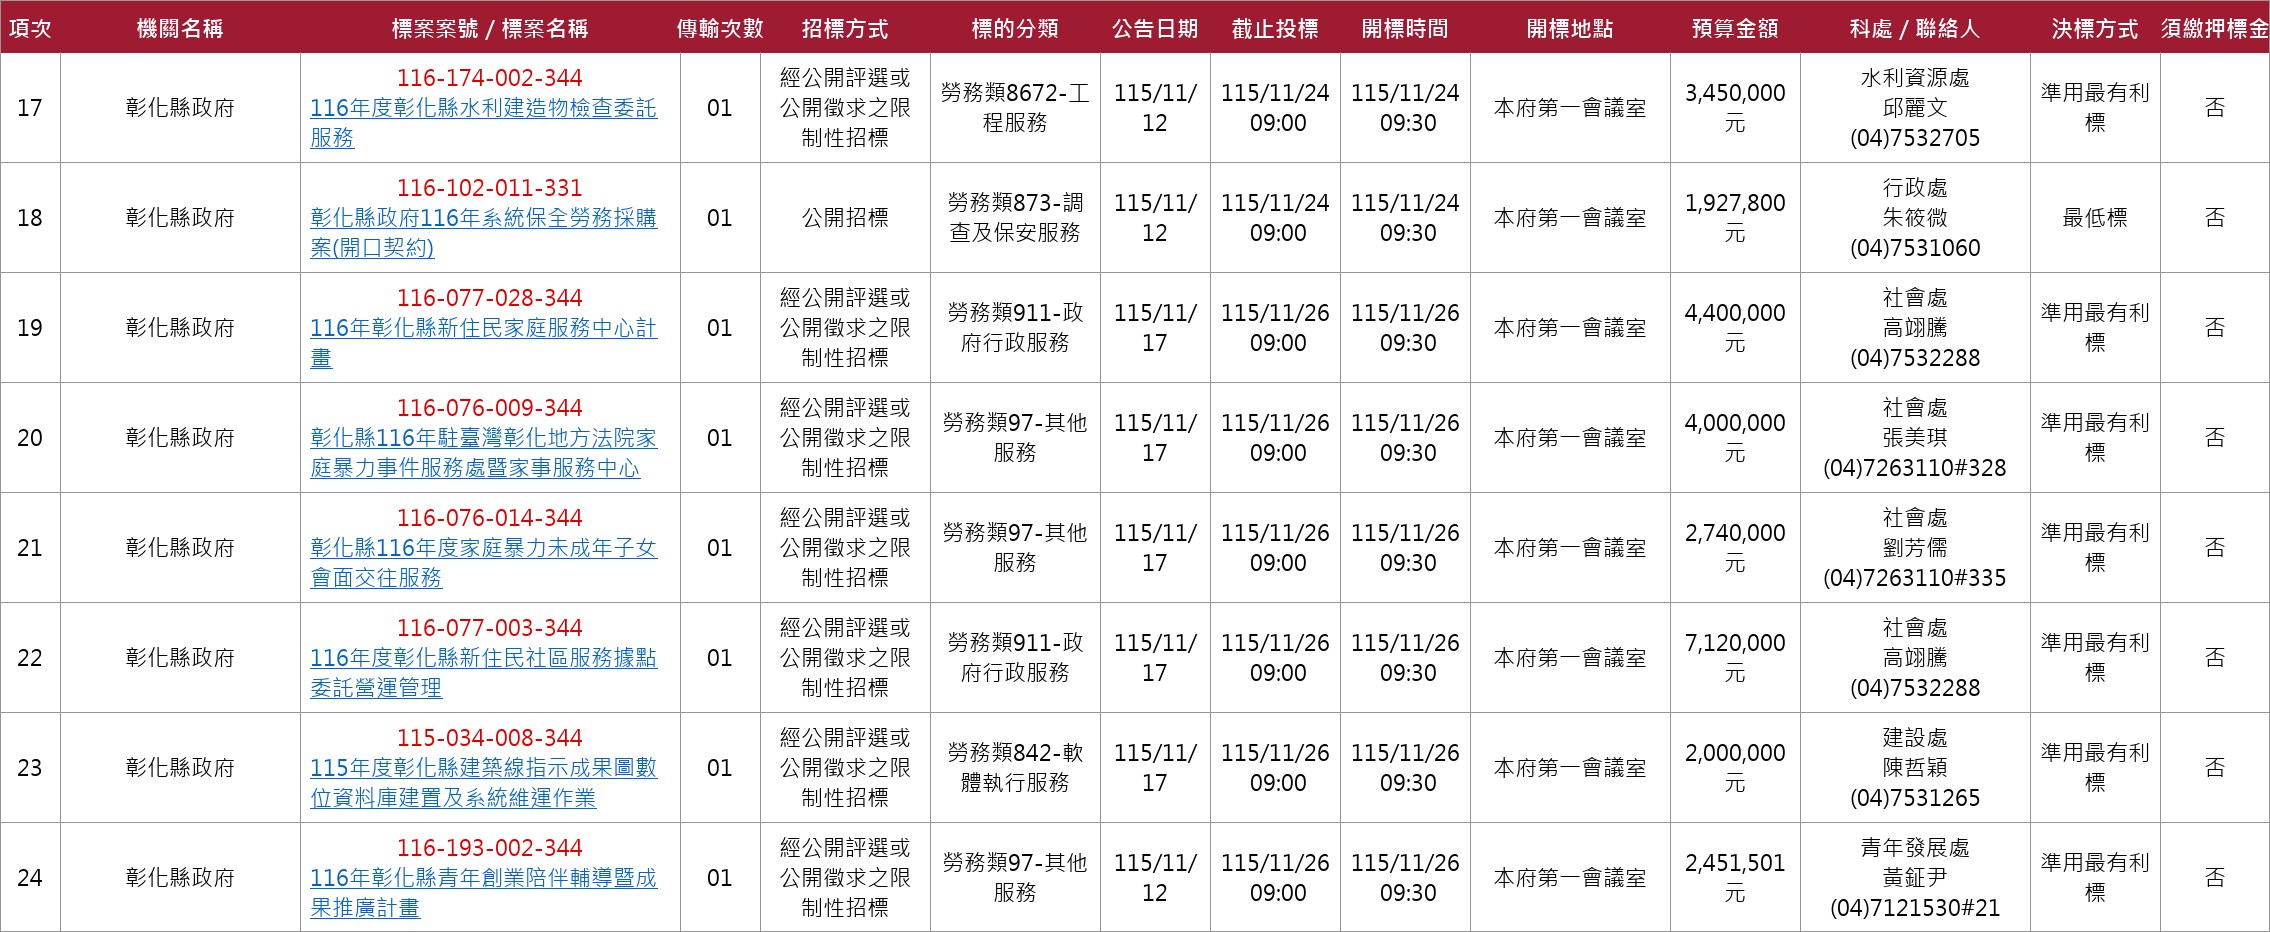 項次 機關名稱 標案案號 / 標案名稱 傳輸次數 招標方式 標的分類 公告日期 截止投標 開標時間 開標地點 預算金額 科處 / 聯絡人 決標方式 須繳押標金
17
彰化縣政府
116-174-002-344
116年度彰化縣水利建造物檢查委託
服務
01
經公開評選或
公開徵求之限
制性招標
勞務類8672-工
程服務
115/11/
12
115/11/24
09:00
115/11/24
09:30
本府第一會議室
3,450,000
元
水利資源處
邱麗文
(04)7532705
準用最有利
標
否
18
彰化縣政府
116-102-011-331
彰化縣政府116年系統保全勞務採購
案(開口契約)
01
公開招標
勞務類873-調
查及保安服務
115/11/
12
115/11/24
09:00
115/11/24
09:30
本府第一會議室
1,927,800
元
行政處
朱筱微
(04)7531060
最低標
否
19
彰化縣政府
116-077-028-344
116年彰化縣新住民家庭服務中心計
畫
01
經公開評選或
公開徵求之限
制性招標
勞務類911-政
府行政服務
115/11/
17
115/11/26
09:00
115/11/26
09:30
本府第一會議室
4,400,000
元
社會處
高翊騰
(04)7532288
準用最有利
標
否
20
彰化縣政府
116-076-009-344
彰化縣116年駐臺灣彰化地方法院家
庭暴力事件服務處暨家事服務中心
01
經公開評選或
公開徵求之限
制性招標
勞務類97-其他
服務
115/11/
17
115/11/26
09:00
115/11/26
09:30
本府第一會議室
4,000,000
元
社會處
張美琪
(04)7263110#328
準用最有利
標
否
21
彰化縣政府
116-076-014-344
彰化縣116年度家庭暴力未成年子女
會面交往服務
01
經公開評選或
公開徵求之限
制性招標
勞務類97-其他
服務
115/11/
17
115/11/26
09:00
115/11/26
09:30
本府第一會議室
2,740,000
元
社會處
劉芳儒
(04)7263110#335
準用最有利
標
否
22
彰化縣政府
116-077-003-344
116年度彰化縣新住民社區服務據點
委託營運管理
01
經公開評選或
公開徵求之限
制性招標
勞務類911-政
府行政服務
115/11/
17
115/11/26
09:00
115/11/26
09:30
本府第一會議室
7,120,000
元
社會處
高翊騰
(04)7532288
準用最有利
標
否
23
彰化縣政府
115-034-008-344
115年度彰化縣建築線指示成果圖數
位資料庫建置及系統維運作業
01
經公開評選或
公開徵求之限
制性招標
勞務類842-軟
體執行服務
115/11/
17
115/11/26
09:00
115/11/26
09:30
本府第一會議室
2,000,000
元
建設處
陳哲穎
(04)7531265
準用最有利
標
否
24
彰化縣政府
116-193-002-344
116年彰化縣青年創業陪伴輔導暨成
果推廣計畫
01
經公開評選或
公開徵求之限
制性招標
勞務類97-其他
服務
115/11/
12
115/11/26
09:00
115/11/26
09:30
本府第一會議室
2,451,501
元
青年發展處
黃鉦尹
(04)7121530#21
準用最有利
標
否